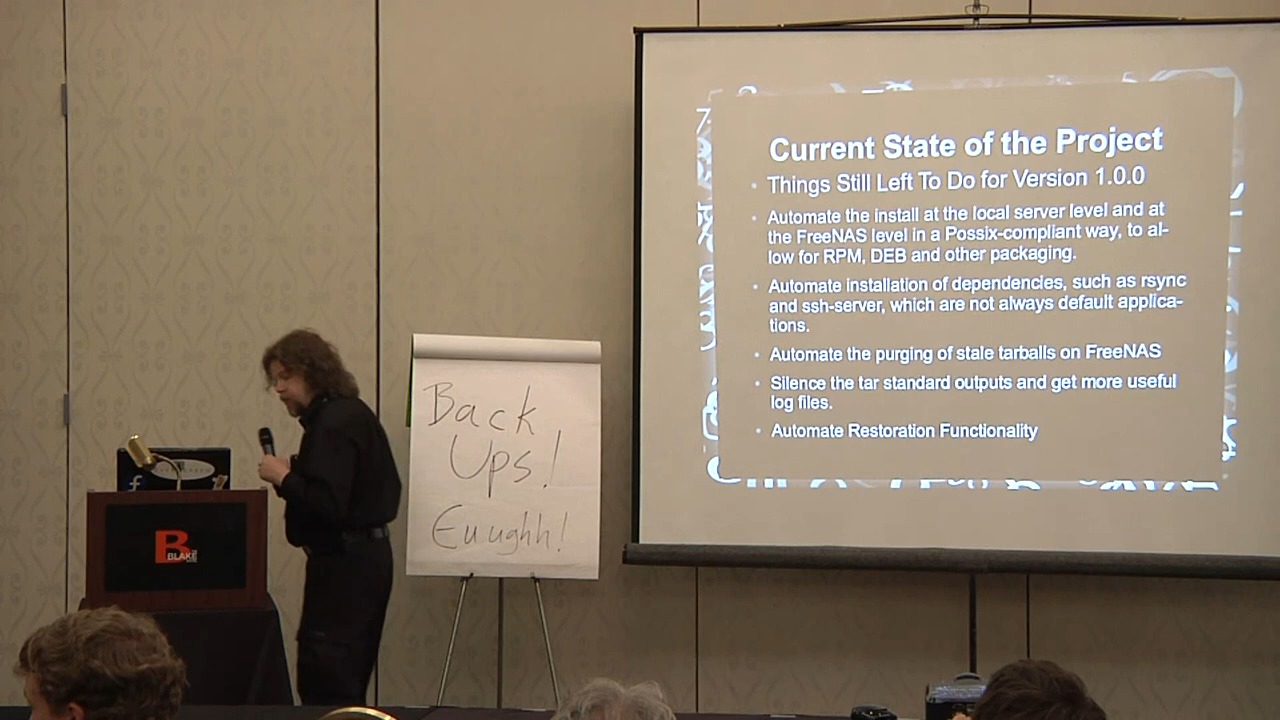 Current State of the Project
Things Still Left To Do for Version 1.0.0
Automate the install at the local server level and at
the FreeNAS level in a Possix-compliant way, to al-
low for RPM, DEB and other packaging.
Automate installation of dependencies, such as rsync
and ssh-server, which are not always default applica-
tions.
Automate the purging of stale tarballs on FreeNAS
Silence the tar standard outputs and get more useful
log files.
Automate Restoration Functionality
Back
Ups!
Euughh!
f
B
BLAKE